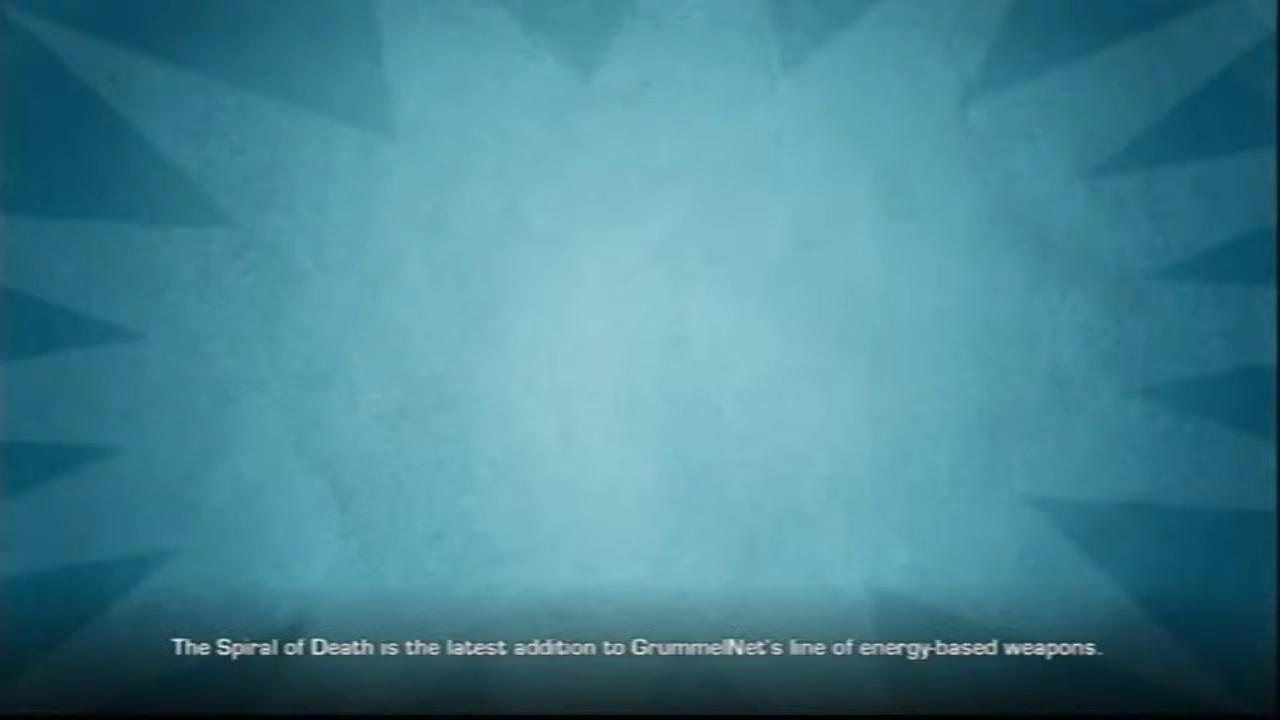 The Spiral of Death is the latest addition to GrummelNet's line of energy-based weapons.